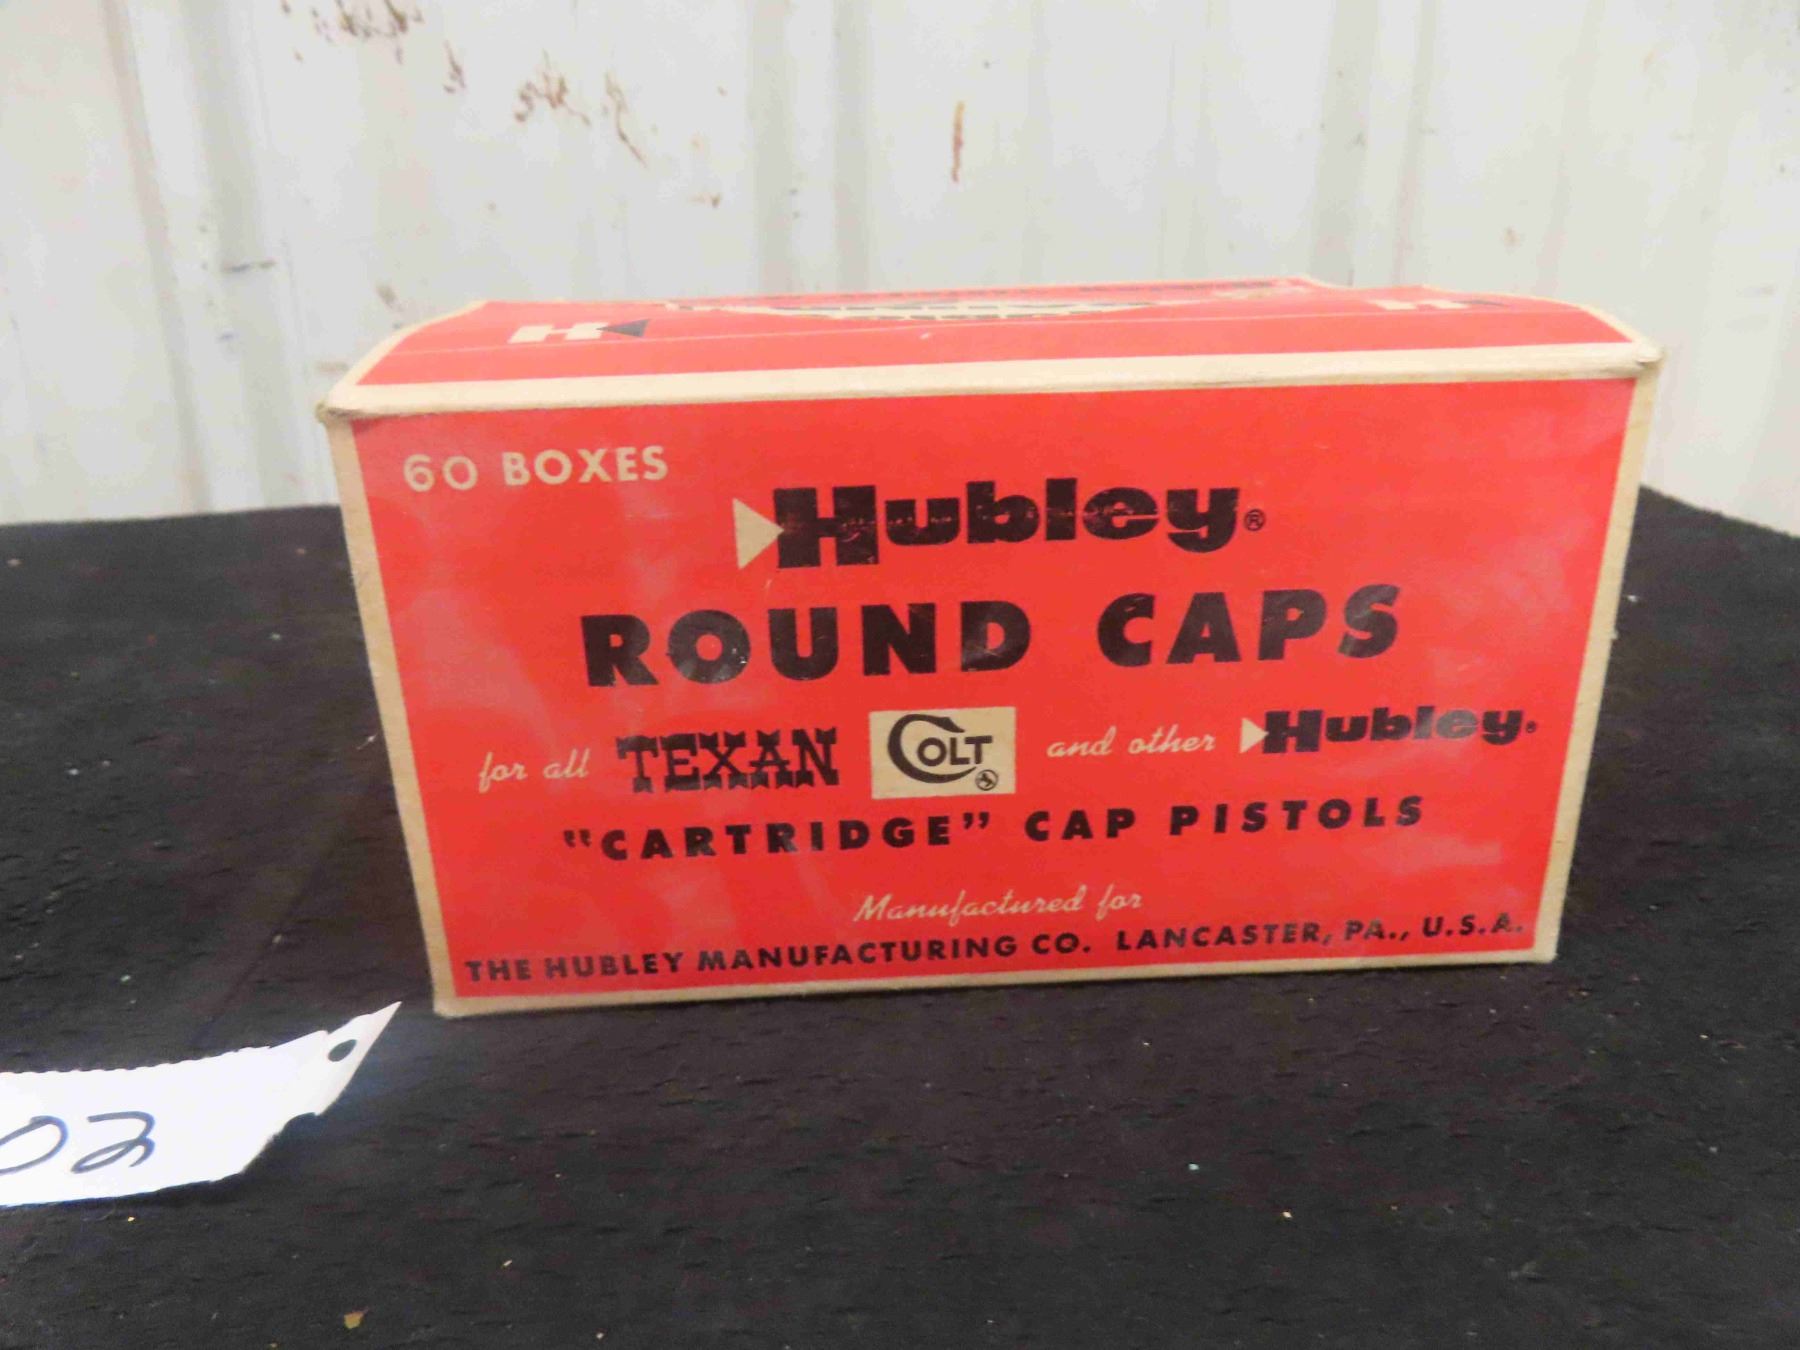 H
60 BOXES
Hubley®
ROUND CAPS
for all TEXAN COLT and other Hubley®
"CARTRIDGE" CAP PISTOLS
Manufactured for
THE HUBLEY MANUFACTURING CO. LANCASTER, PA., U.S.A.
02